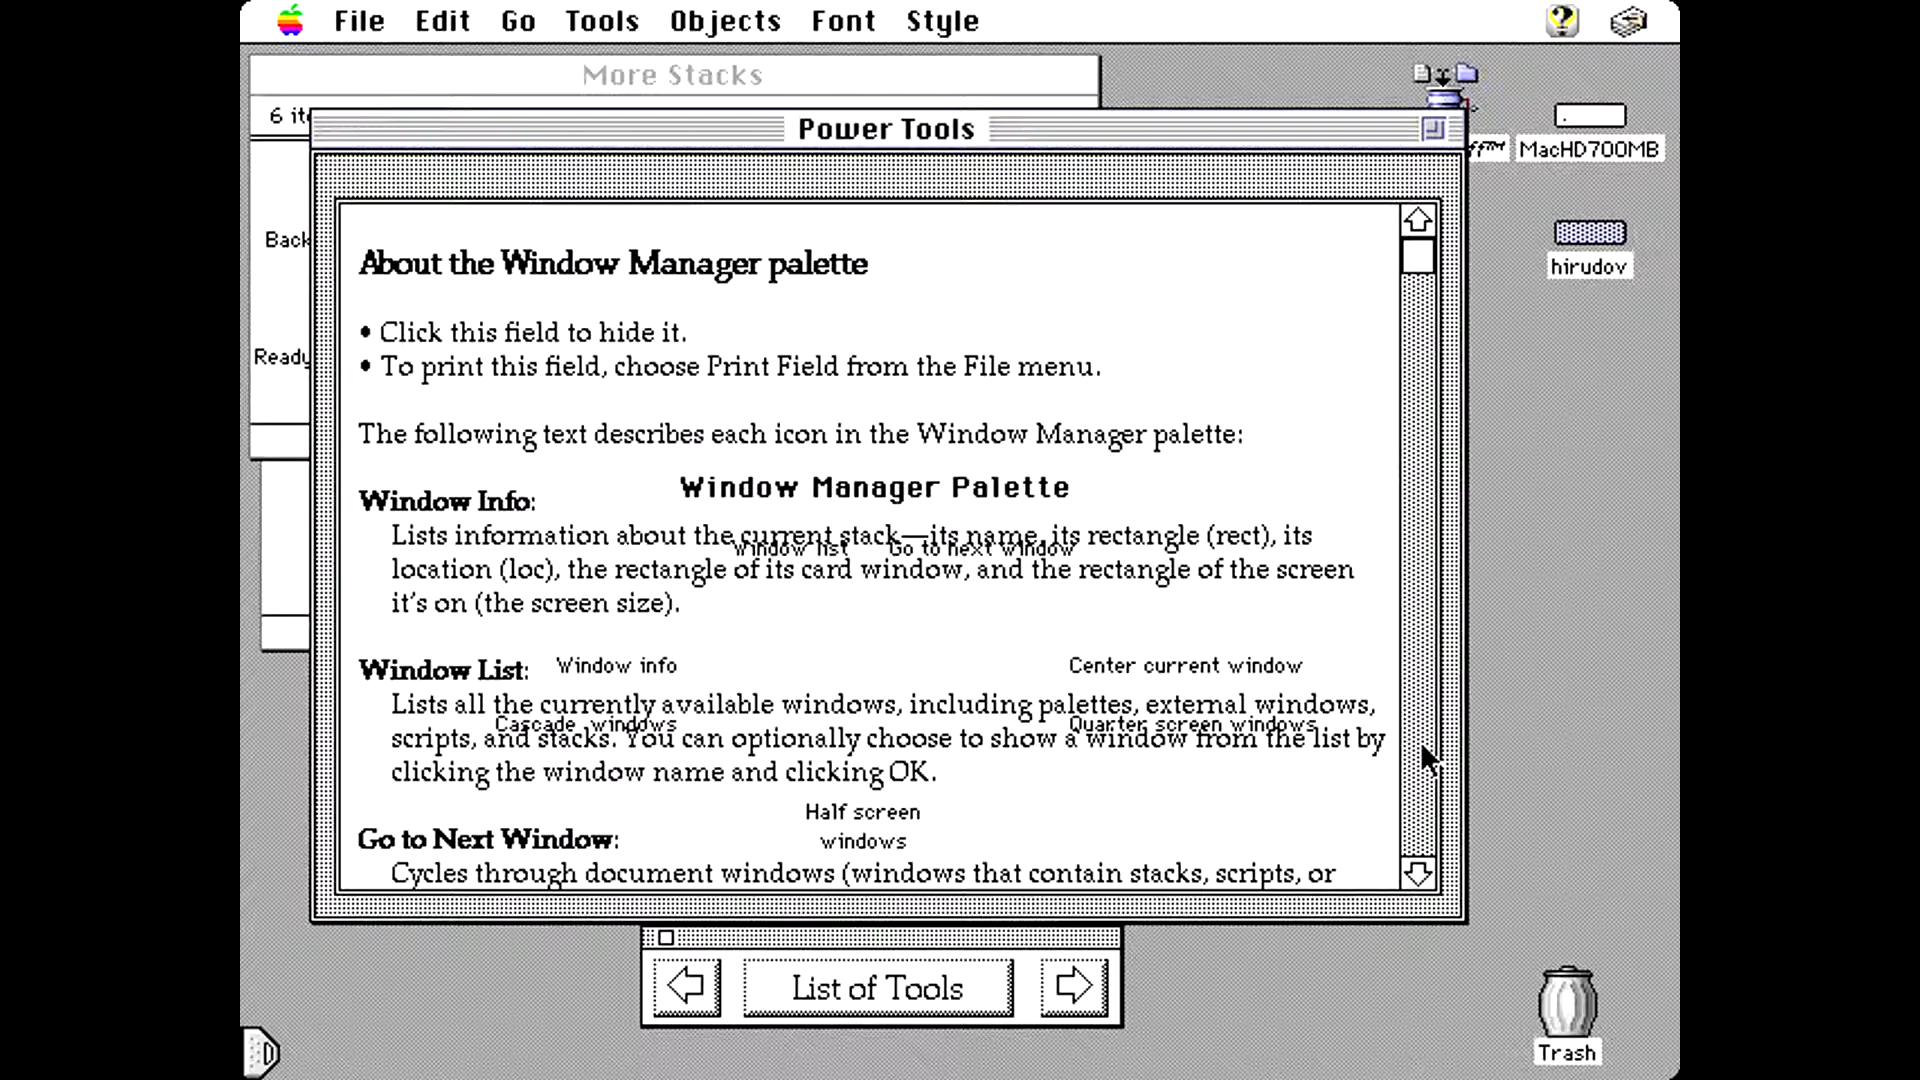 File Edit Go Tools Objects Font Style
More Stacks
6 it
Power Tools
MacHD700MB
Back
hirudov
About the Window Manager palette
• Click this field to hide it.
• To print this field, choose Print Field from the File menu.
Ready
The following text describes each icon in the Window Manager palette:
Window Manager Palette
Window Info:
Lists information about the current stack—its name, its rectangle (rect), its
Window list Go to next window
location (loc), the rectangle of its card window, and the rectangle of the screen
it's on (the screen size).
Window List:
Window info Center current window
Lists all the currently available windows, including palettes, external windows,
Cascade windows Quarter screen windows
scripts, and stacks. You can optionally choose to show a window from the list by
clicking the window name and clicking OK.
Half screen
windows
Go to Next Window:
Cycles through document windows (windows that contain stacks, scripts, or
List of Tools
Trash